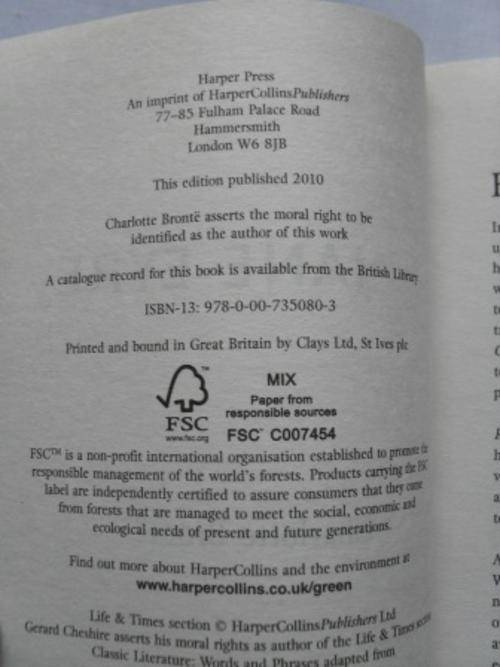 Harper Press
An imprint of HarperCollinsPublishers
77–85 Fulham Palace Road
Hammersmith
London W6 8JB
This edition published 2010
Charlotte Brontë asserts the moral right to be
identified as the author of this work
A catalogue record for this book is available from the British Library
ISBN-13: 978-0-00-735080-3
Printed and bound in Great Britain by Clays Ltd, St Ives plc
FSC
www.fsc.org
MIX
Paper from
responsible sources
FSC™ C007454
FSC™ is a non-profit international organisation established to promote the
responsible management of the world's forests. Products carrying the FSC
label are independently certified to assure consumers that they come
from forests that are managed to meet the social, economic and
ecological needs of present and future generations.
Find out more about HarperCollins and the environment at
www.harpercollins.co.uk/green
Life & Times section © HarperCollinsPublishers Ltd
Gerard Cheshire asserts his moral rights as author of the Life & Times section
Classic Literature: Words and Phrases adapted from